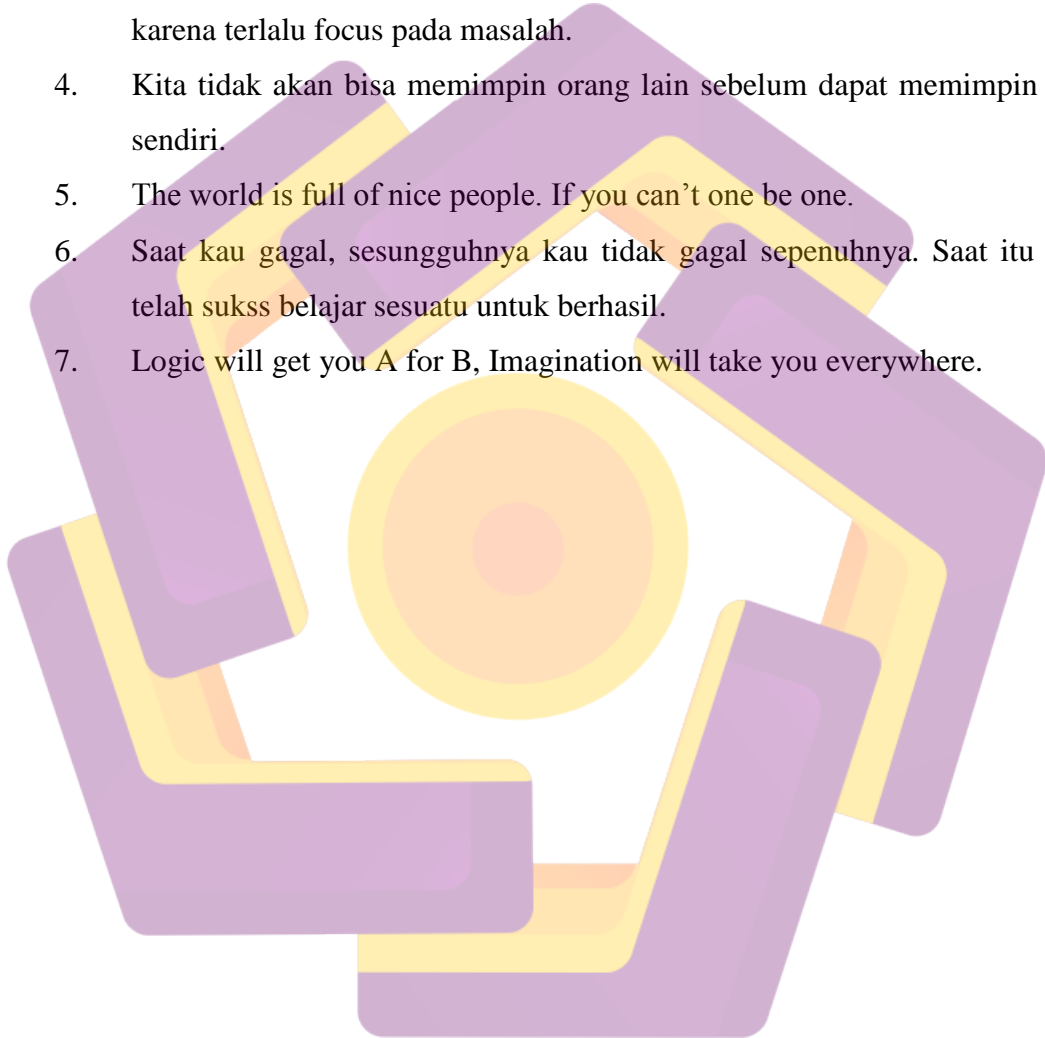 karena terlalu focus pada masalah.
4. Kita tidak akan bisa memimpin orang lain sebelum dapat memimpin
sendiri.
5. The world is full of nice people. If you can’t one be one.
6. Saat kau gagal, sesungguhnya kau tidak gagal sepenuhnya. Saat itu
telah sukss belajar sesuatu untuk berhasil.
7. Logic will get you A for B, Imagination will take you everywhere.